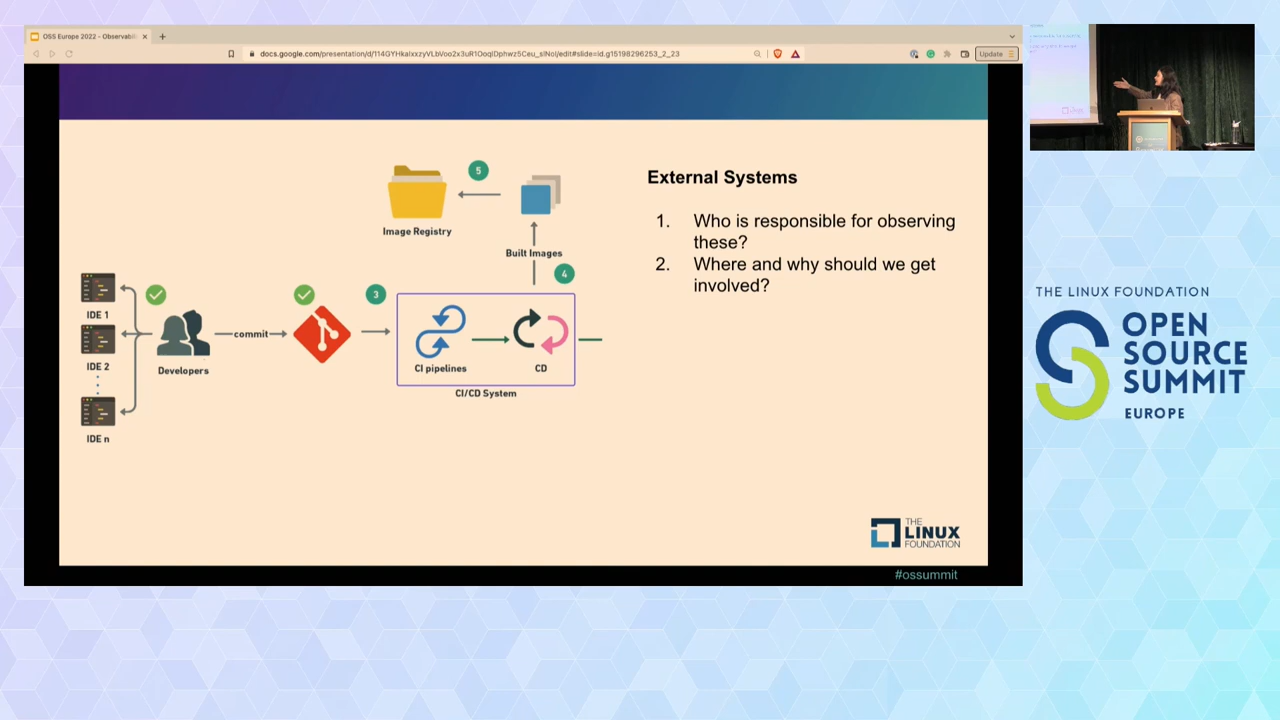 OSS Europe 2022 - Observabili
docs.google.com/presentation/d/114GYHkaIxxzyVLbVoo2x3uR1OoqiDphwz5Ceu_slNoI/edit#slide=id.g15198296253_2_23
Update
5
Image Registry
Built Images
4
IDE 1
IDE 2
IDE n
Developers
commit
3
CI pipelines
CD
CI/CD System
External Systems
1. Who is responsible for observing
these?
2. Where and why should we get
involved?
THE
LINUX
FOUNDATION
#ossummit
THE LINUX FOUNDATION
OPEN
SOURCE
SUMMIT
EUROPE